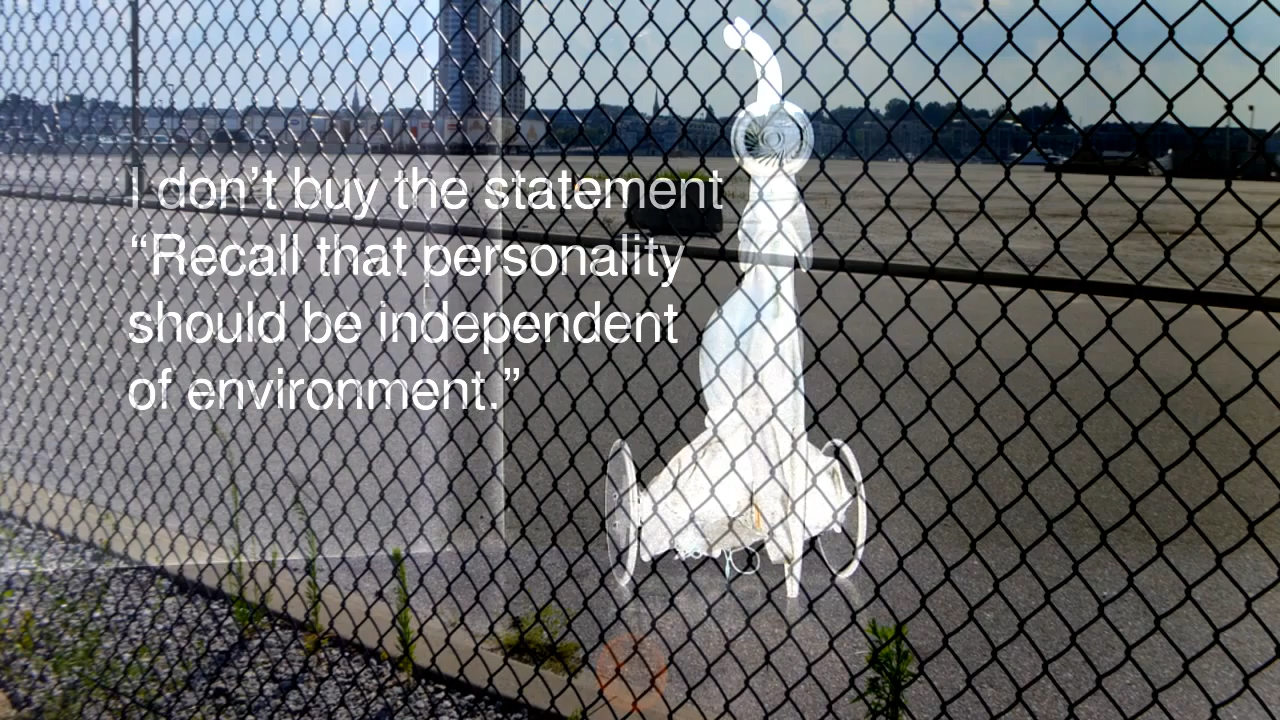 I don’t buy the statement
“Recall that personality
should be independent
of environment.”